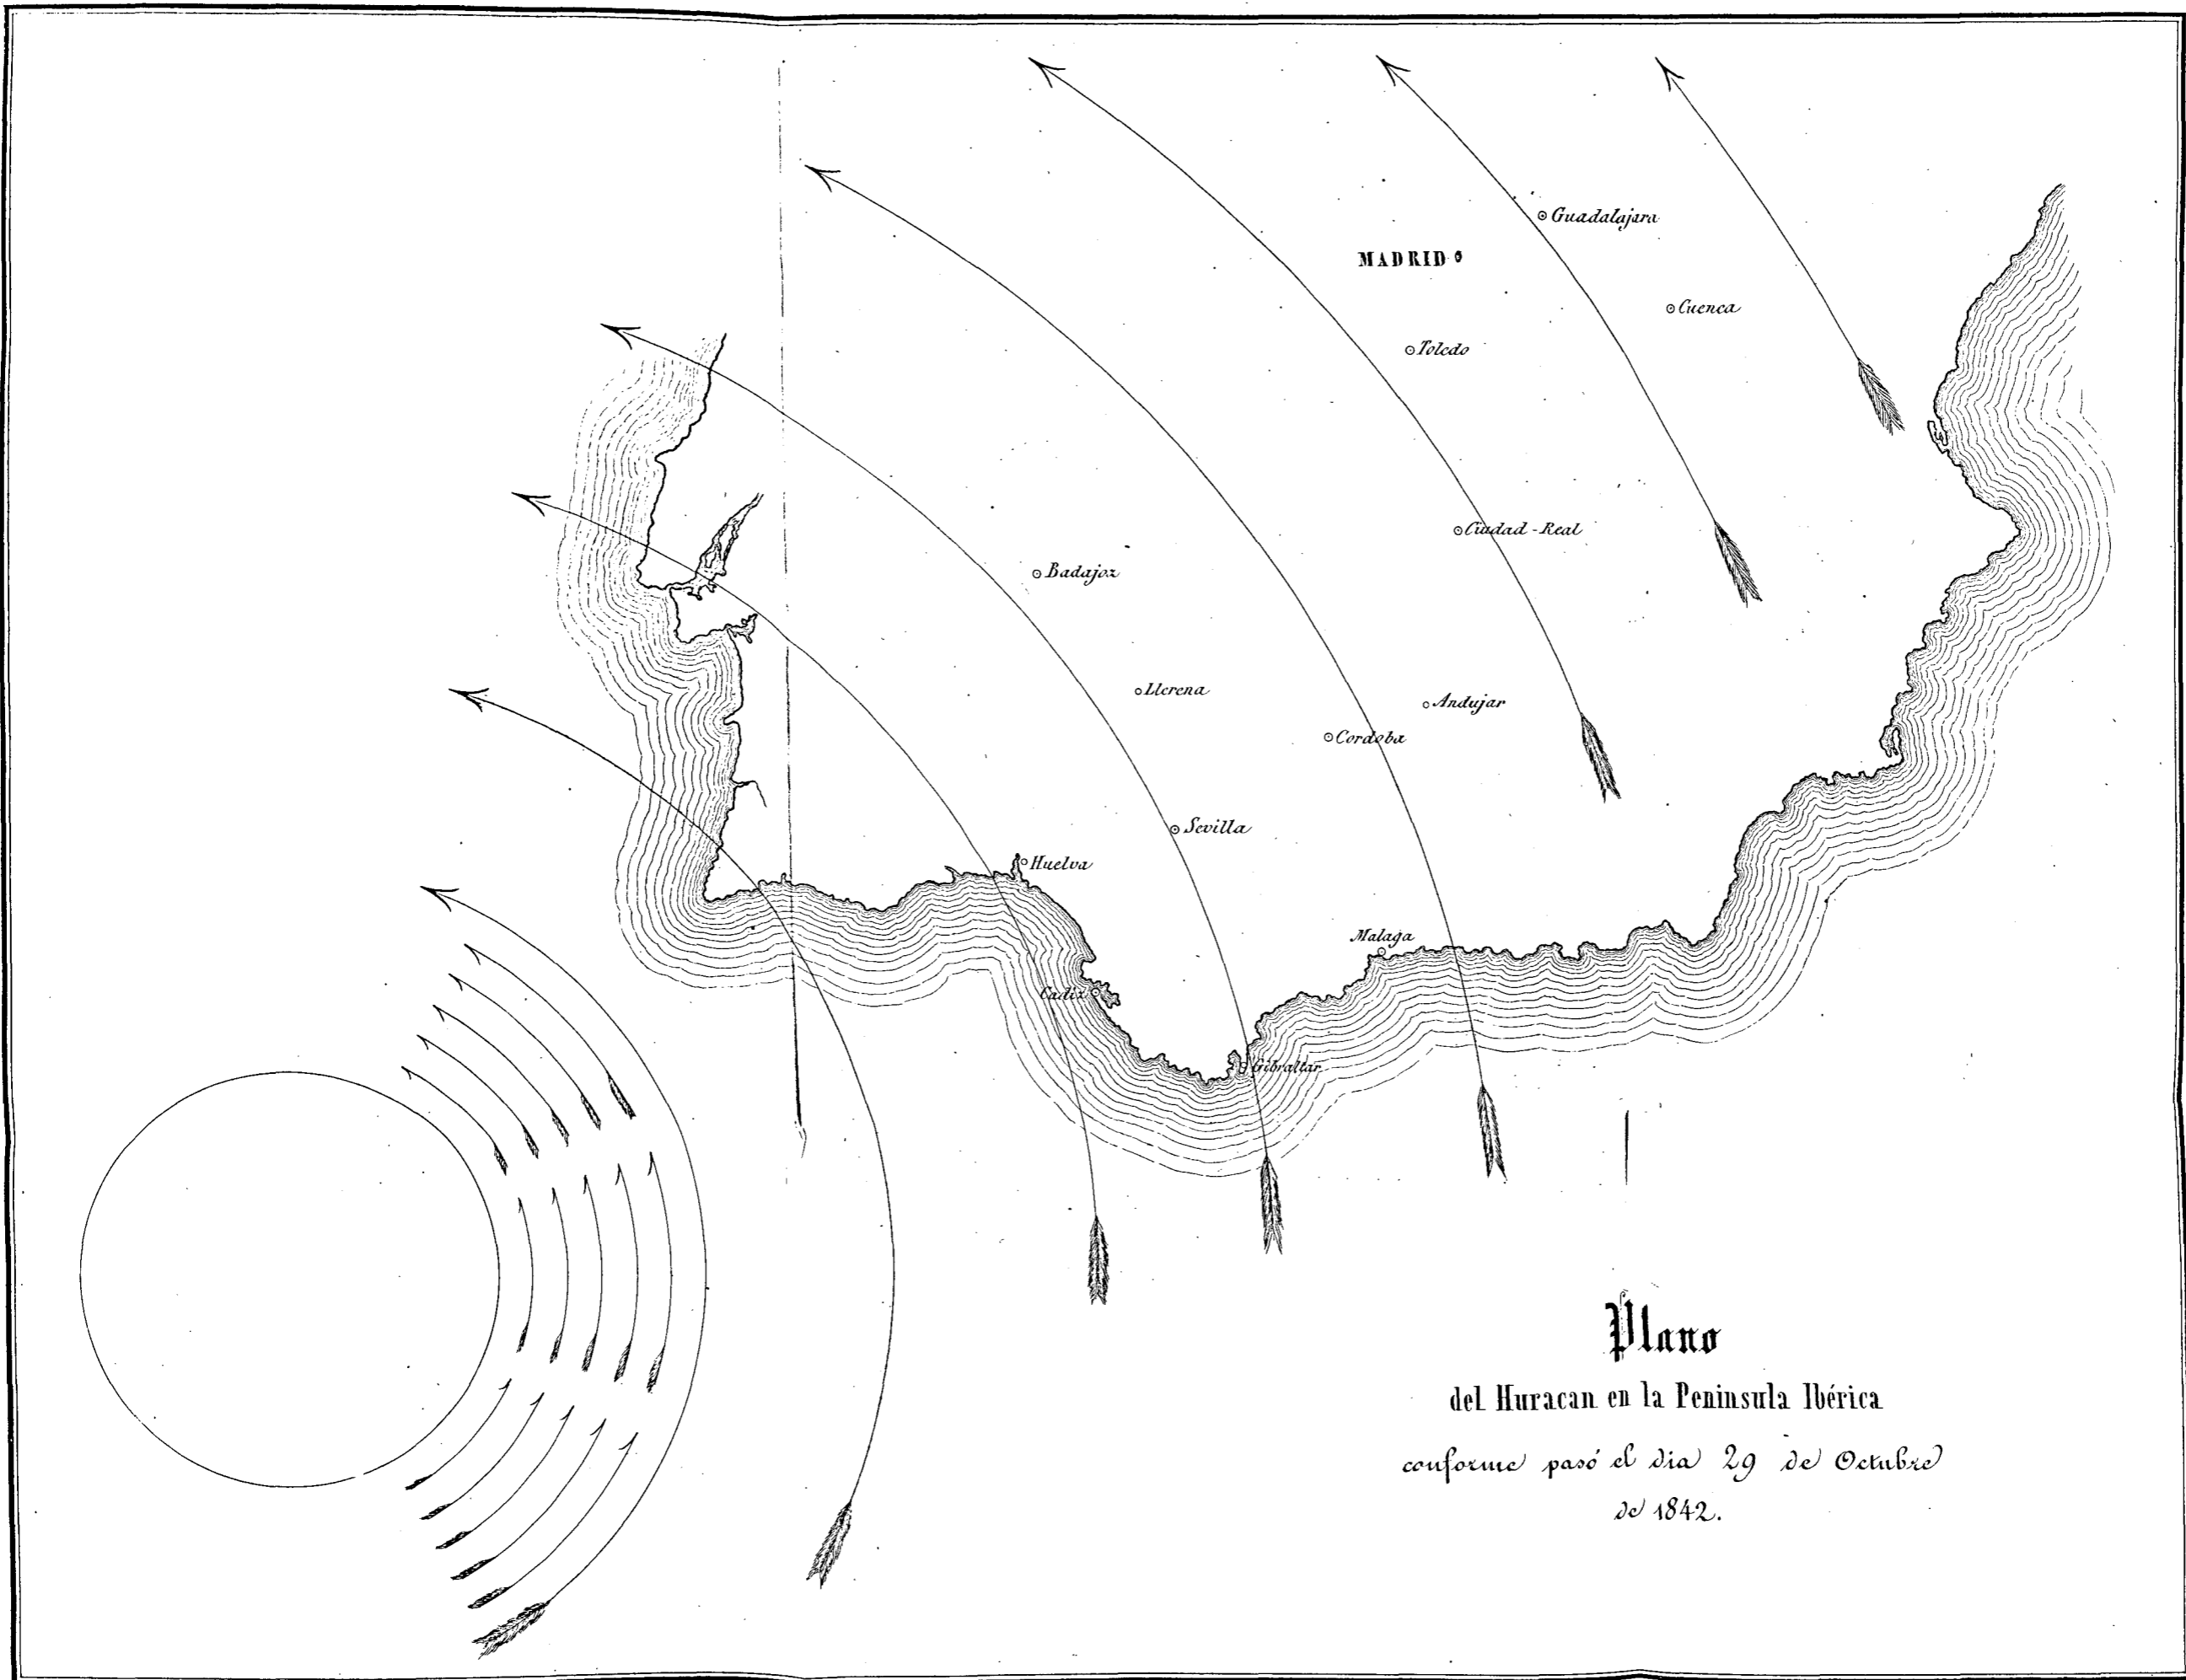 Guadalajara
MADRID
Cuenca
Toledo
Ciudad-Real
Badajoz
Llerena
Andujar
Cordoba
Sevilla
Huelva
Malaga
Cadiz
Gibraltar
Plano
del Huracan en la Peninsula Ibérica
conforme pasó el dia 29 de Octubre
de 1842.